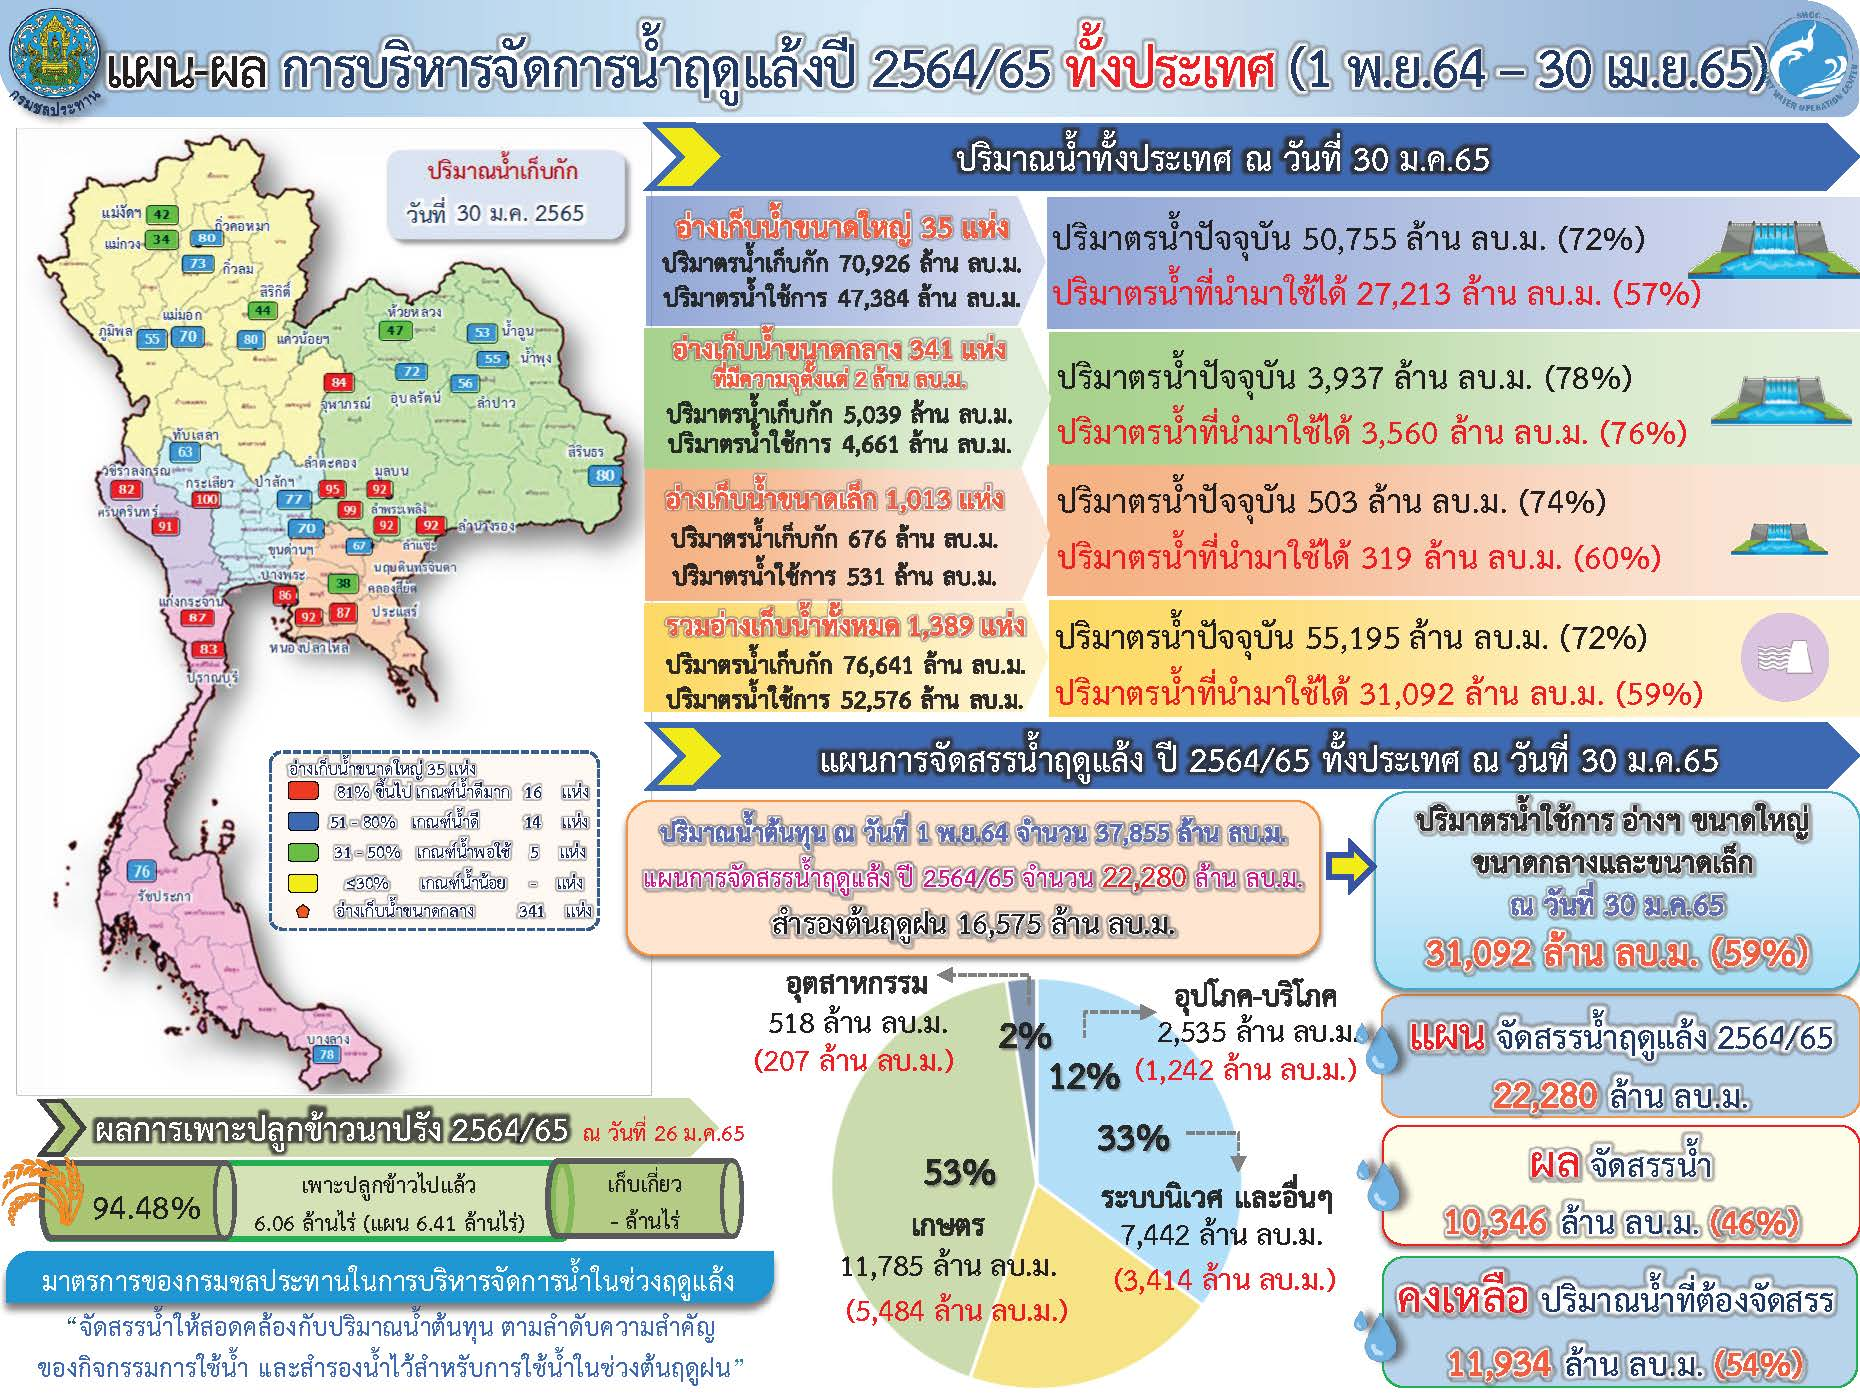 กรมชลประทาน
แผน-ผล การบริหารจัดการน้ำฤดูแล้งปี 2564/65 ทั้งประเทศ (1 พ.ย.64 – 30 เม.ย.65)
SWOC
WATER OPERATION CENTER
ปริมาณน้ำเก็บกัก
วันที่ 30 ม.ค. 2565
แม่งัดฯ 42
แม่กวง 34
กิ่วคอหมา
80
73
กิ่วลม
สิริกิติ์
44
แม่มอก
ภูมิพล 55 70
80 แควน้อยฯ
ห้วยหลวง
47
53 น้ำอูน
55 น้ำพุง
72
อุบลรัตน์
56
ลำปาว
84
จุฬาภรณ์
ทับเสลา
63
สิรินธร
80
วชิราลงกรณ
82
ศรีนครินทร์
91
กระเสียว
100
ป่าสักฯ
77
ลำตะคอง
95
มูลบน
92
99
ลำพระเพลิง
92
ลำแชะ
92 ลำนางรอง
70
ขุนด่านฯ
67
นฤบดินทรจินดา
38
คลองสียัด
บางพระ
86
92
หนองปลาไหล
87 ประแสร์
แก่งกระจาน
87
83
ปราณบุรี
76
รัชประภา
บางลาง
78
อ่างเก็บน้ำขนาดใหญ่ 35 แห่ง
81% ขึ้นไป เกณฑ์น้ำดีมาก 16 แห่ง
51 - 80% เกณฑ์น้ำดี 14 แห่ง
31 - 50% เกณฑ์น้ำพอใช้ 5 แห่ง
≤30% เกณฑ์น้ำน้อย - แห่ง
อ่างเก็บน้ำขนาดกลาง 341 แห่ง
ปริมาณน้ำทั้งประเทศ ณ วันที่ 30 ม.ค.65
อ่างเก็บน้ำขนาดใหญ่ 35 แห่ง
ปริมาตรน้ำเก็บกัก 70,926 ล้าน ลบ.ม.
ปริมาตรน้ำใช้การ 47,384 ล้าน ลบ.ม.
ปริมาตรน้ำปัจจุบัน 50,755 ล้าน ลบ.ม. (72%)
ปริมาตรน้ำที่นำมาใช้ได้ 27,213 ล้าน ลบ.ม. (57%)
อ่างเก็บน้ำขนาดกลาง 341 แห่ง
ที่มีความจุตั้งแต่ 2 ล้าน ลบ.ม.
ปริมาตรน้ำเก็บกัก 5,039 ล้าน ลบ.ม.
ปริมาตรน้ำใช้การ 4,661 ล้าน ลบ.ม.
ปริมาตรน้ำปัจจุบัน 3,937 ล้าน ลบ.ม. (78%)
ปริมาตรน้ำที่นำมาใช้ได้ 3,560 ล้าน ลบ.ม. (76%)
อ่างเก็บน้ำขนาดเล็ก 1,013 แห่ง
ปริมาตรน้ำเก็บกัก 676 ล้าน ลบ.ม.
ปริมาตรน้ำใช้การ 531 ล้าน ลบ.ม.
ปริมาตรน้ำปัจจุบัน 503 ล้าน ลบ.ม. (74%)
ปริมาตรน้ำที่นำมาใช้ได้ 319 ล้าน ลบ.ม. (60%)
รวมอ่างเก็บน้ำทั้งหมด 1,389 แห่ง
ปริมาตรน้ำเก็บกัก 76,641 ล้าน ลบ.ม.
ปริมาตรน้ำใช้การ 52,576 ล้าน ลบ.ม.
ปริมาตรน้ำปัจจุบัน 55,195 ล้าน ลบ.ม. (72%)
ปริมาตรน้ำที่นำมาใช้ได้ 31,092 ล้าน ลบ.ม. (59%)
แผนการจัดสรรน้ำฤดูแล้ง ปี 2564/65 ทั้งประเทศ ณ วันที่ 30 ม.ค.65
ปริมาณน้ำต้นทุน ณ วันที่ 1 พ.ย.64 จำนวน 37,855 ล้าน ลบ.ม.
แผนการจัดสรรน้ำฤดูแล้ง ปี 2564/65 จำนวน 22,280 ล้าน ลบ.ม.
สำรองต้นฤดูฝน 16,575 ล้าน ลบ.ม.
ปริมาตรน้ำใช้การ อ่างฯ ขนาดใหญ่
ขนาดกลางและขนาดเล็ก
ณ วันที่ 30 ม.ค.65
31,092 ล้าน ลบ.ม. (59%)
อุตสาหกรรม
518 ล้าน ลบ.ม.
(207 ล้าน ลบ.ม.)
2%
อุปโภค-บริโภค
2,535 ล้าน ลบ.ม.
12% (1,242 ล้าน ลบ.ม.)
33%
ระบบนิเวศ และอื่นๆ
7,442 ล้าน ลบ.ม.
(3,414 ล้าน ลบ.ม.)
53%
เกษตร
11,785 ล้าน ลบ.ม.
(5,484 ล้าน ลบ.ม.)
แผน จัดสรรน้ำฤดูแล้ง 2564/65
22,280 ล้าน ลบ.ม.
ผล จัดสรรน้ำ
10,346 ล้าน ลบ.ม. (46%)
คงเหลือ ปริมาณน้ำที่ต้องจัดสรร
11,934 ล้าน ลบ.ม. (54%)
ผลการเพาะปลูกข้าวนาปรัง 2564/65 ณ วันที่ 26 ม.ค.65
94.48%
เพาะปลูกข้าวไปแล้ว
6.06 ล้านไร่ (แผน 6.41 ล้านไร่)
เก็บเกี่ยว
- ล้านไร่
มาตรการของกรมชลประทานในการบริหารจัดการน้ำในช่วงฤดูแล้ง
“จัดสรรน้ำให้สอดคล้องกับปริมาณน้ำต้นทุน ตามลำดับความสำคัญ
ของกิจกรรมการใช้น้ำ และสำรองน้ำไว้สำหรับการใช้น้ำในช่วงต้นฤดูฝน”